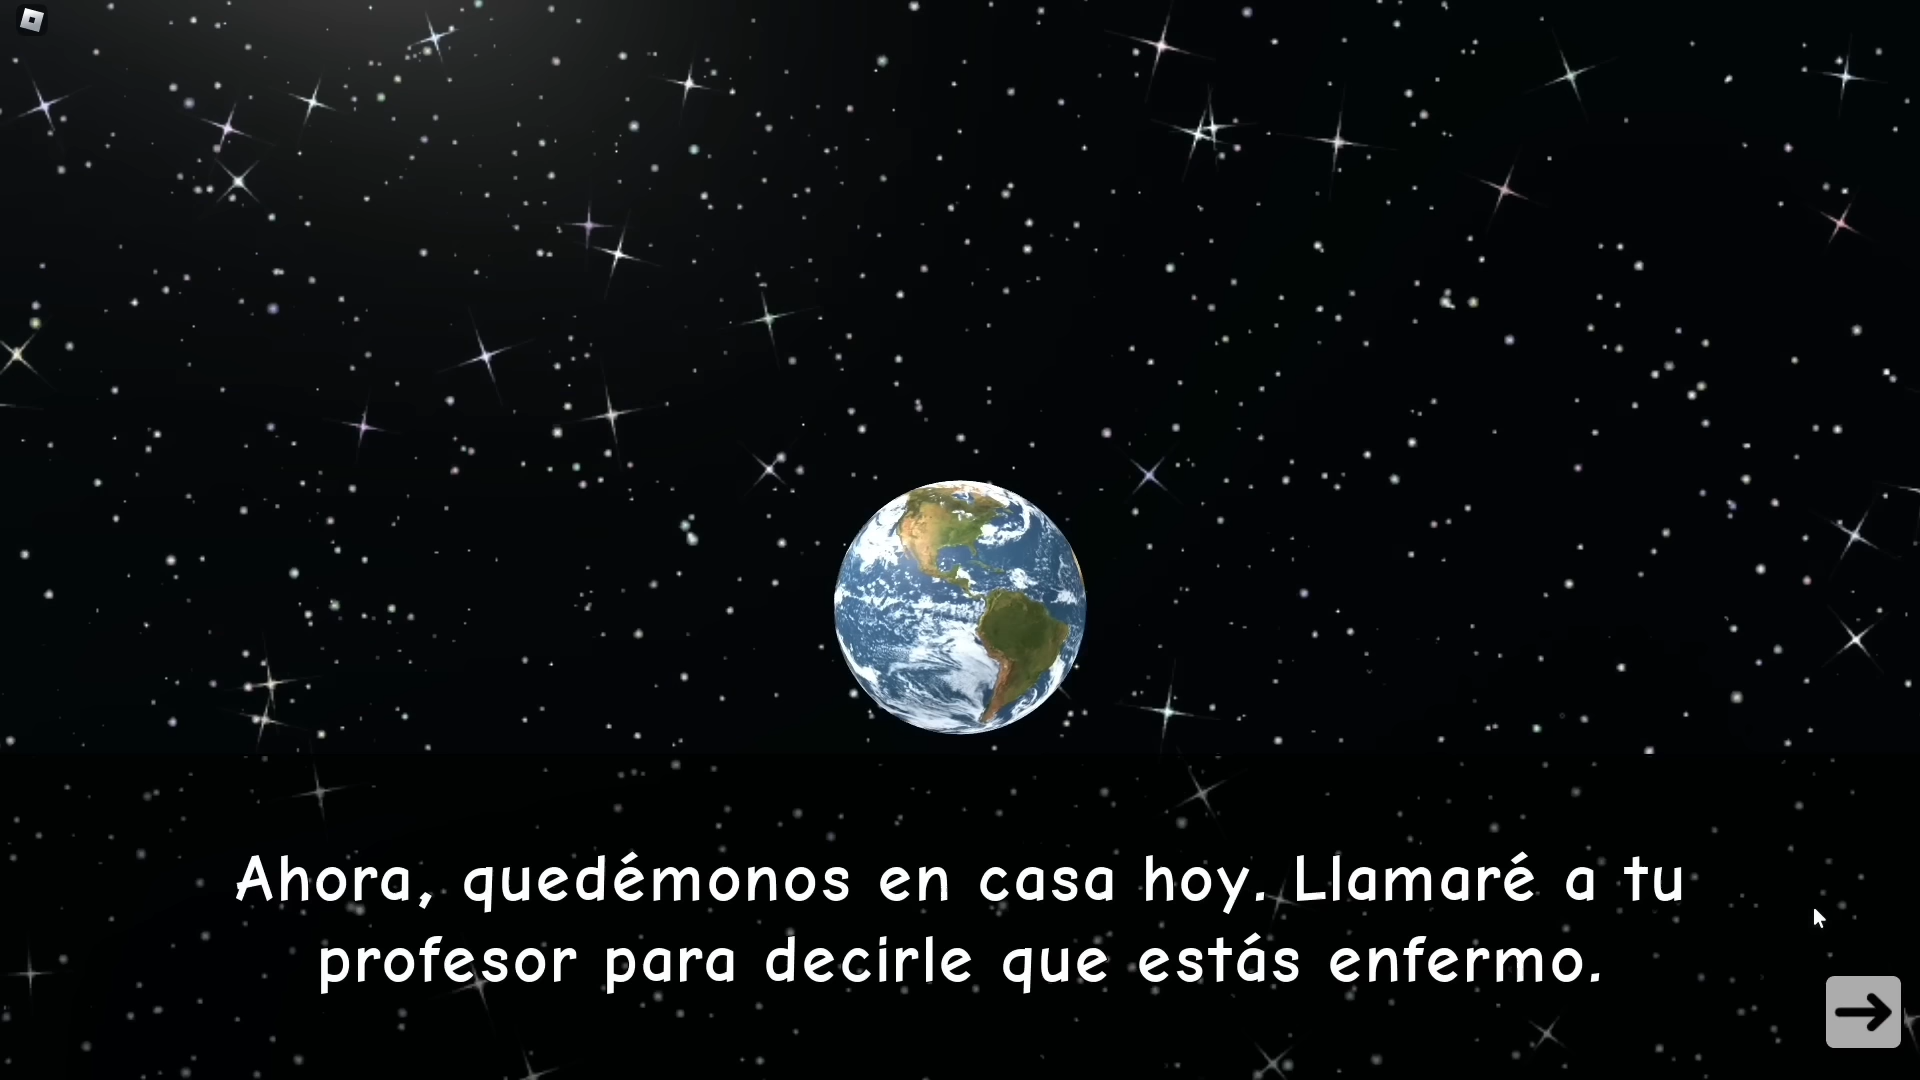 Ahora, quedémonos en casa hoy. Llamaré a tu
profesor para decirle que estás enfermo.